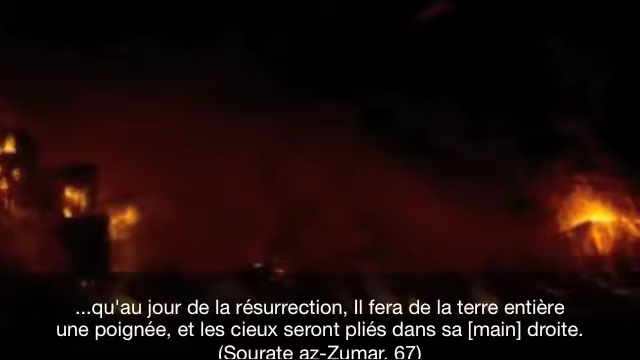 ...qu'au jour de la résurrection, Il fera de la terre entière
une poignée, et les cieux seront pliés dans sa [main] droite.
(Sourate az-Zumar, 67)